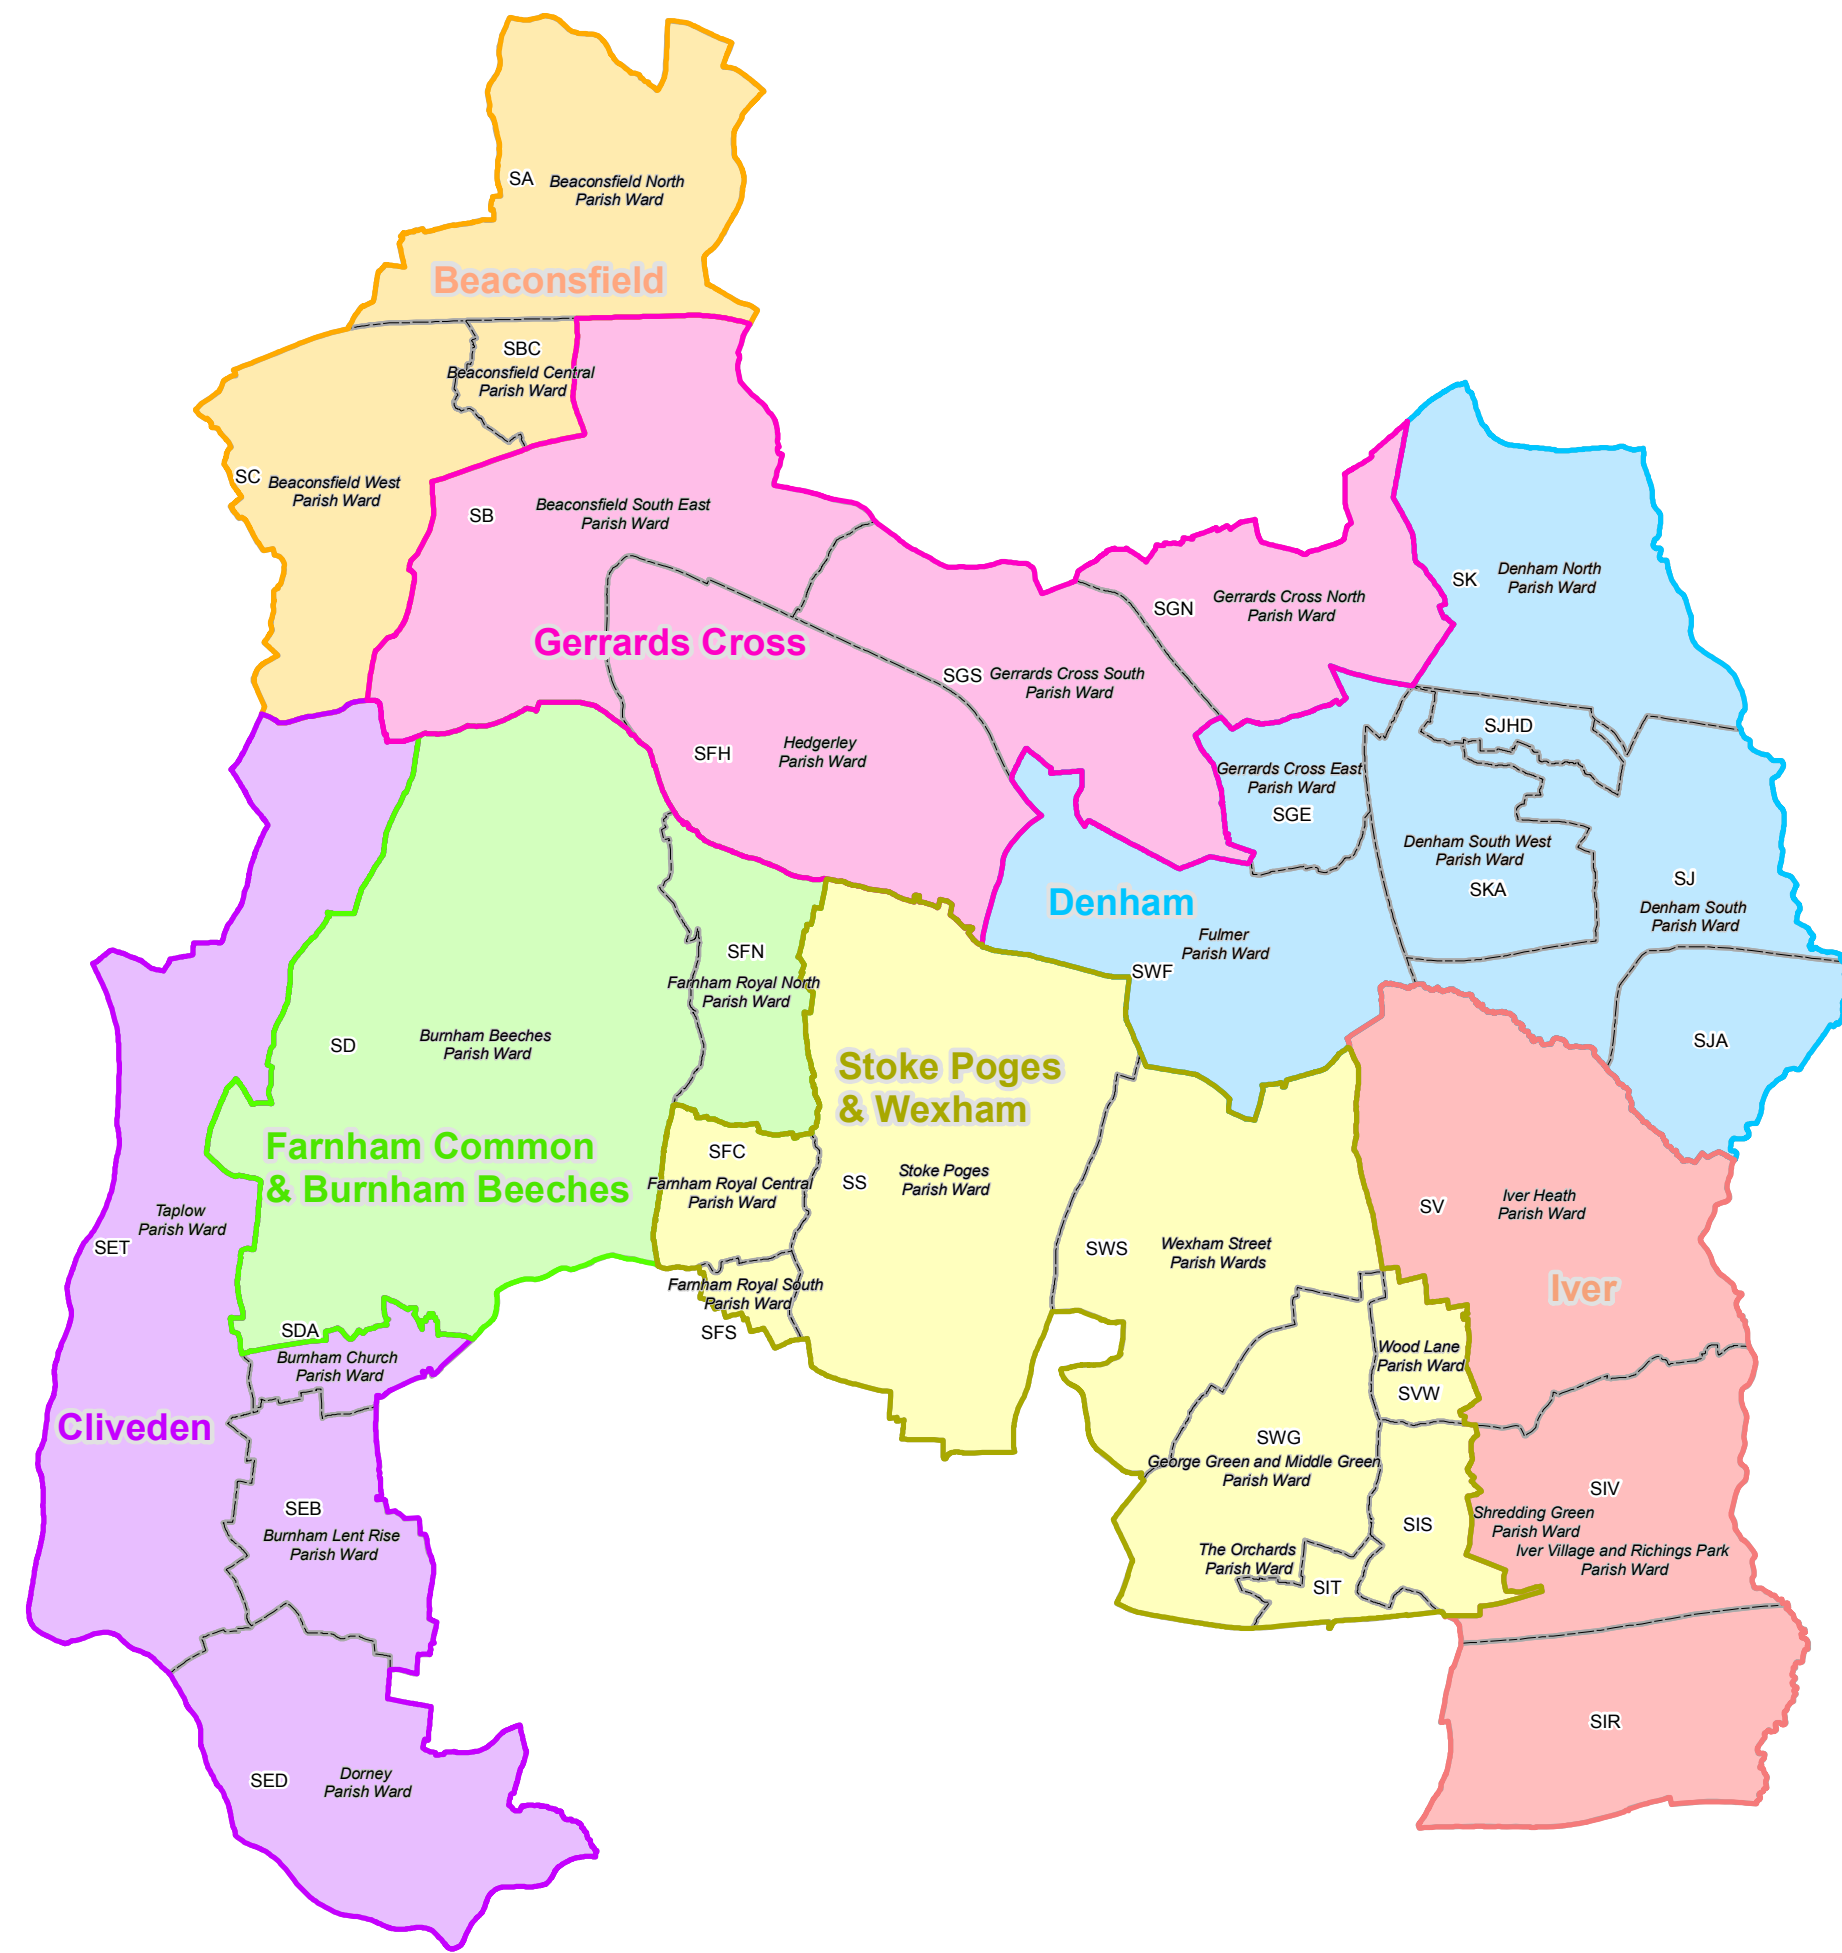 SA
Beaconsfield North
Parish Ward
Beaconsfield
SBC
Beaconsfield Central
Parish Ward
SC
Beaconsfield West
Parish Ward
SB
Beaconsfield South East
Parish Ward
SK
Denham North
Parish Ward
SGN
Gerrards Cross North
Parish Ward
Gerrards Cross
SGS
Gerrards Cross South
Parish Ward
SJHD
SFH
Hedgerley
Parish Ward
Gerrards Cross East
Parish Ward
SGE
Denham South West
Parish Ward
SKA
SJ
Denham South
Parish Ward
Denham
Fulmer
Parish Ward
SWF
SFN
Farnham Royal North
Parish Ward
SD
Burnham Beeches
Parish Ward
SJA
Stoke Poges
& Wexham
Farnham Common
& Burnham Beeches
SFC
Farnham Royal Central
Parish Ward
SS
Stoke Poges
Parish Ward
SV
Iver Heath
Parish Ward
Taplow
Parish Ward
SET
SWS
Wexham Street
Parish Wards
Iver
Farnham Royal South
Parish Ward
SFS
SDA
Burnham Church
Parish Ward
Wood Lane
Parish Ward
SVW
Cliveden
SWG
George Green and Middle Green
Parish Ward
SIV
SEB
Burnham Lent Rise
Parish Ward
SIS
Shredding Green
Parish Ward
Iver Village and Richings Park
Parish Ward
The Orchards
Parish Ward
SIT
SIR
SED
Dorney
Parish Ward